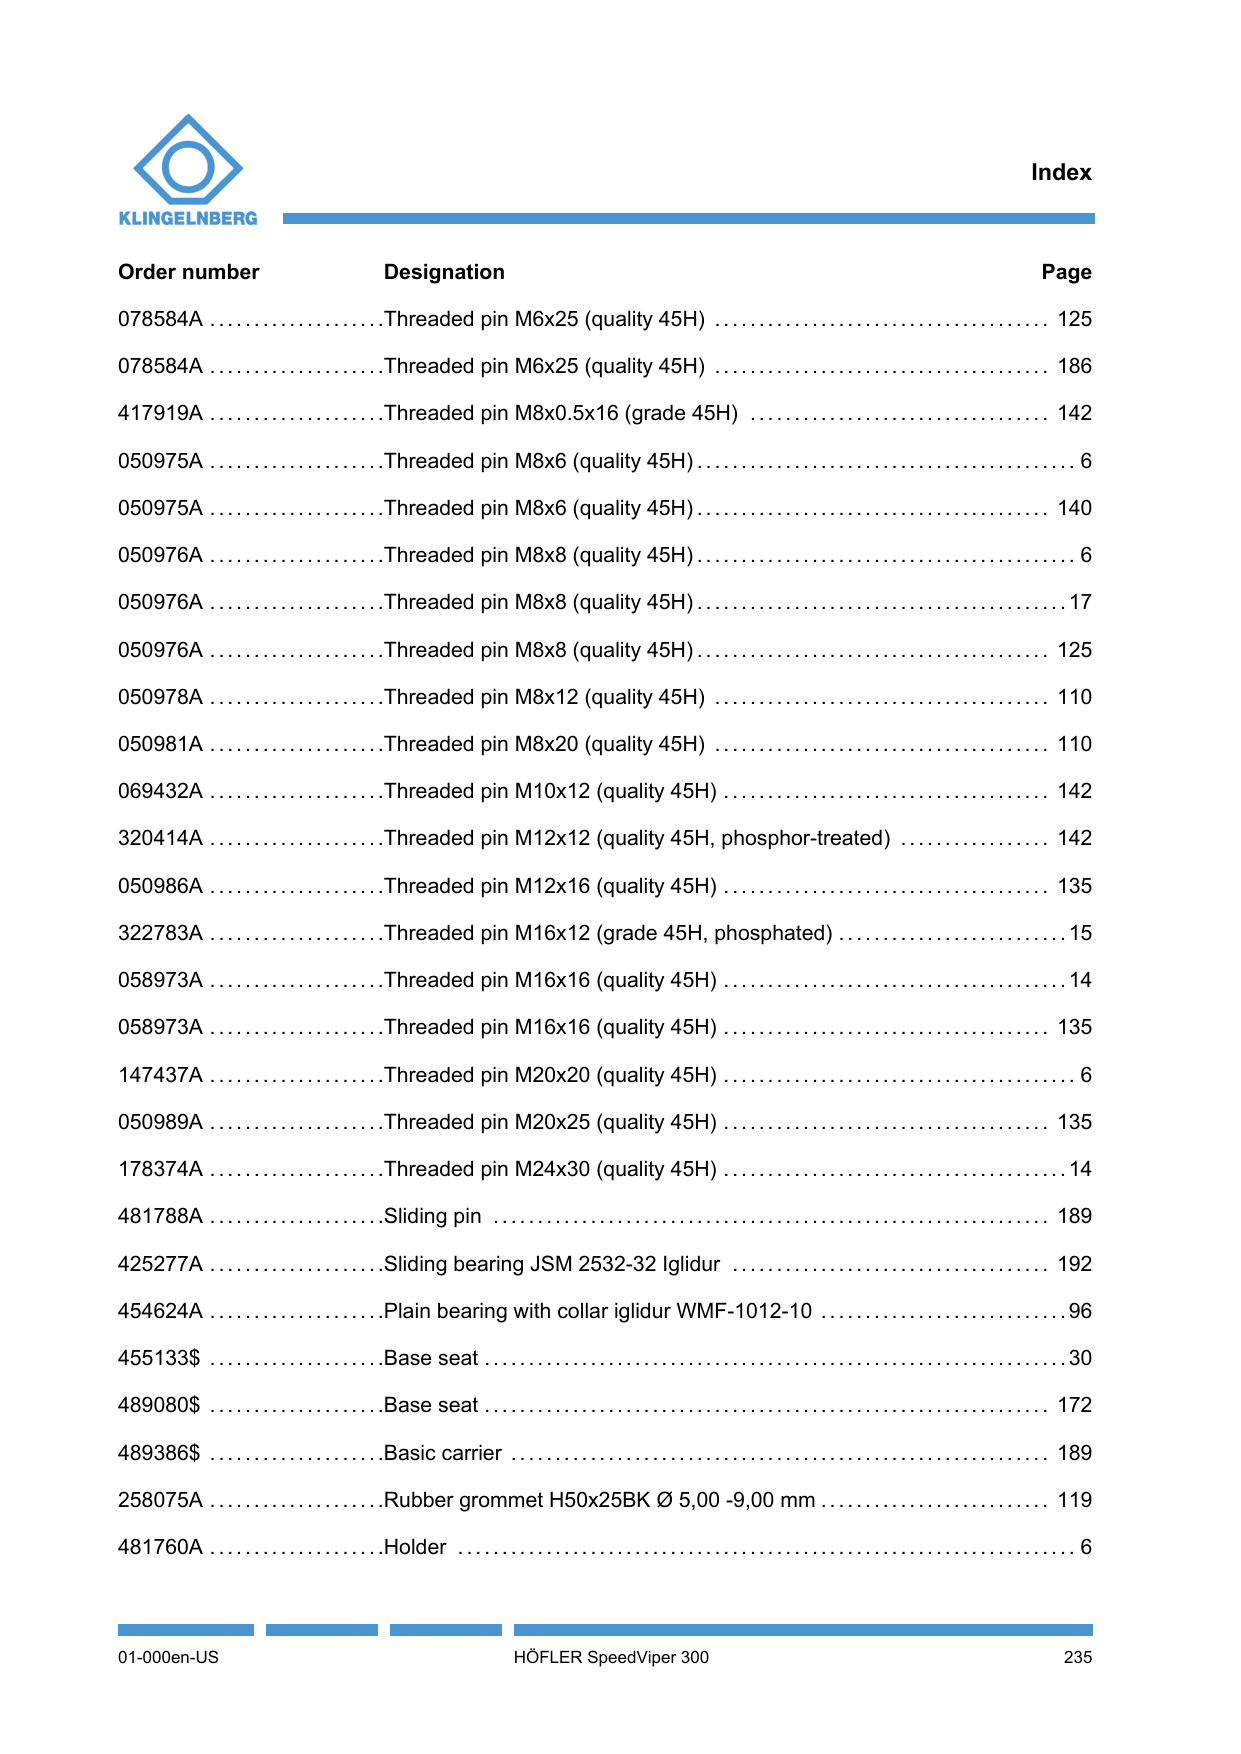 KLINGELNBERG
Index
Order number Designation Page
078584A ....................Threaded pin M6x25 (quality 45H) ...................................... 125
078584A ....................Threaded pin M6x25 (quality 45H) ...................................... 186
417919A ....................Threaded pin M8x0.5x16 (grade 45H) .................................. 142
050975A ....................Threaded pin M8x6 (quality 45H)........................................... 6
050975A ....................Threaded pin M8x6 (quality 45H)........................................ 140
050976A ....................Threaded pin M8x8 (quality 45H)........................................... 6
050976A ....................Threaded pin M8x8 (quality 45H)..........................................17
050976A ....................Threaded pin M8x8 (quality 45H)........................................ 125
050978A ....................Threaded pin M8x12 (quality 45H) ...................................... 110
050981A ....................Threaded pin M8x20 (quality 45H) ...................................... 110
069432A ....................Threaded pin M10x12 (quality 45H) ..................................... 142
320414A ....................Threaded pin M12x12 (quality 45H, phosphor-treated) ................. 142
050986A ....................Threaded pin M12x16 (quality 45H) ..................................... 135
322783A ....................Threaded pin M16x12 (grade 45H, phosphated) ..........................15
058973A ....................Threaded pin M16x16 (quality 45H) .......................................14
058973A ....................Threaded pin M16x16 (quality 45H) ..................................... 135
147437A ....................Threaded pin M20x20 (quality 45H) ........................................ 6
050989A ....................Threaded pin M20x25 (quality 45H) ..................................... 135
178374A ....................Threaded pin M24x30 (quality 45H) .......................................14
481788A ....................Sliding pin ............................................................... 189
425277A ....................Sliding bearing JSM 2532-32 Iglidur .................................... 192
454624A ....................Plain bearing with collar iglidur WMF-1012-10 ............................96
455133$ ....................Base seat ..................................................................30
489080$ ....................Base seat ................................................................ 172
489386$ ....................Basic carrier ............................................................. 189
258075A ....................Rubber grommet H50x25BK Ø 5,00 -9,00 mm .......................... 119
481760A ....................Holder ...................................................................... 6
01-000en-US HÖFLER SpeedViper 300 235